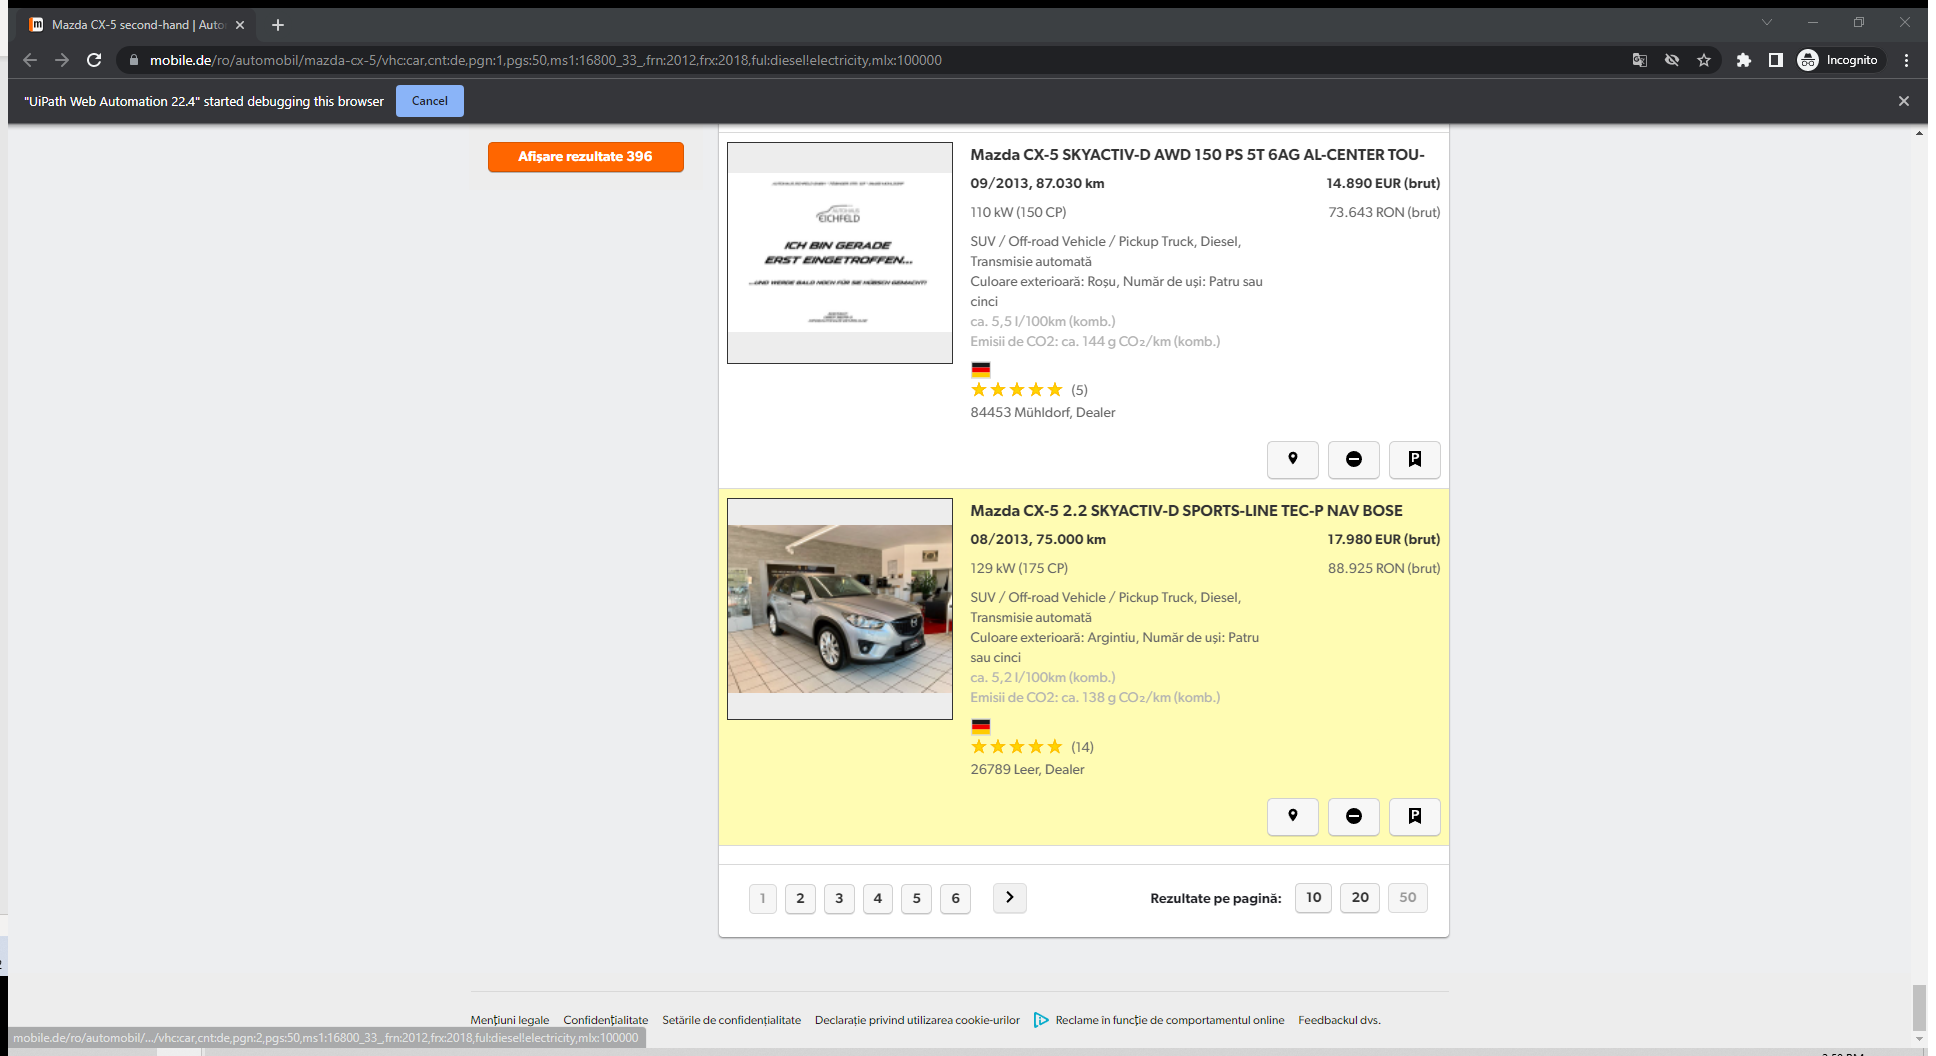 Mazda CX-5 second-hand | Auto
mobile.de/ro/automobil/mazda-cx-5/vhc:car,cnt:de,pgn:1,pgs:50,ms1:16800_33_,frn:2012,frx:2018,ful:diesel!electricity,mlx:100000
Incognito
"UiPath Web Automation 22.4" started debugging this browser
Cancel
Afișare rezultate 396
EICHFELD
ICH BIN GERADE
ERST EINGETROFFEN...
...UND WERDE BALD NOCH FÜR SIE HÜBSCH GEMACHT!
Mazda CX-5 SKYACTIV-D AWD 150 PS 5T 6AG AL-CENTER TOU-
09/2013, 87.030 km
14.890 EUR (brut)
110 kW (150 CP)
73.643 RON (brut)
SUV / Off-road Vehicle / Pickup Truck, Diesel,
Transmisie automată
Culoare exterioară: Roșu, Număr de uși: Patru sau
cinci
ca. 5,5 l/100km (komb.)
Emisii de CO2: ca. 144 g CO₂/km (komb.)
(5)
84453 Mühldorf, Dealer
Mazda CX-5 2.2 SKYACTIV-D SPORTS-LINE TEC-P NAV BOSE
08/2013, 75.000 km
17.980 EUR (brut)
129 kW (175 CP)
88.925 RON (brut)
SUV / Off-road Vehicle / Pickup Truck, Diesel,
Transmisie automată
Culoare exterioară: Argintiu, Număr de uși: Patru
sau cinci
ca. 5,2 l/100km (komb.)
Emisii de CO2: ca. 138 g CO₂/km (komb.)
(14)
26789 Leer, Dealer
1 2 3 4 5 6
Rezultate pe pagină: 10 20 50
Mențiuni legale Confidențialitate Setările de confidențialitate Declarație privind utilizarea cookie-urilor Reclame în funcție de comportamentul online Feedbackul dvs.
mobile.de/ro/automobil/.../vhc:car,cnt:de,pgn:2,pgs:50,ms1:16800_33_,frn:2012,frx:2018,ful:diesel!electricity,mlx:100000